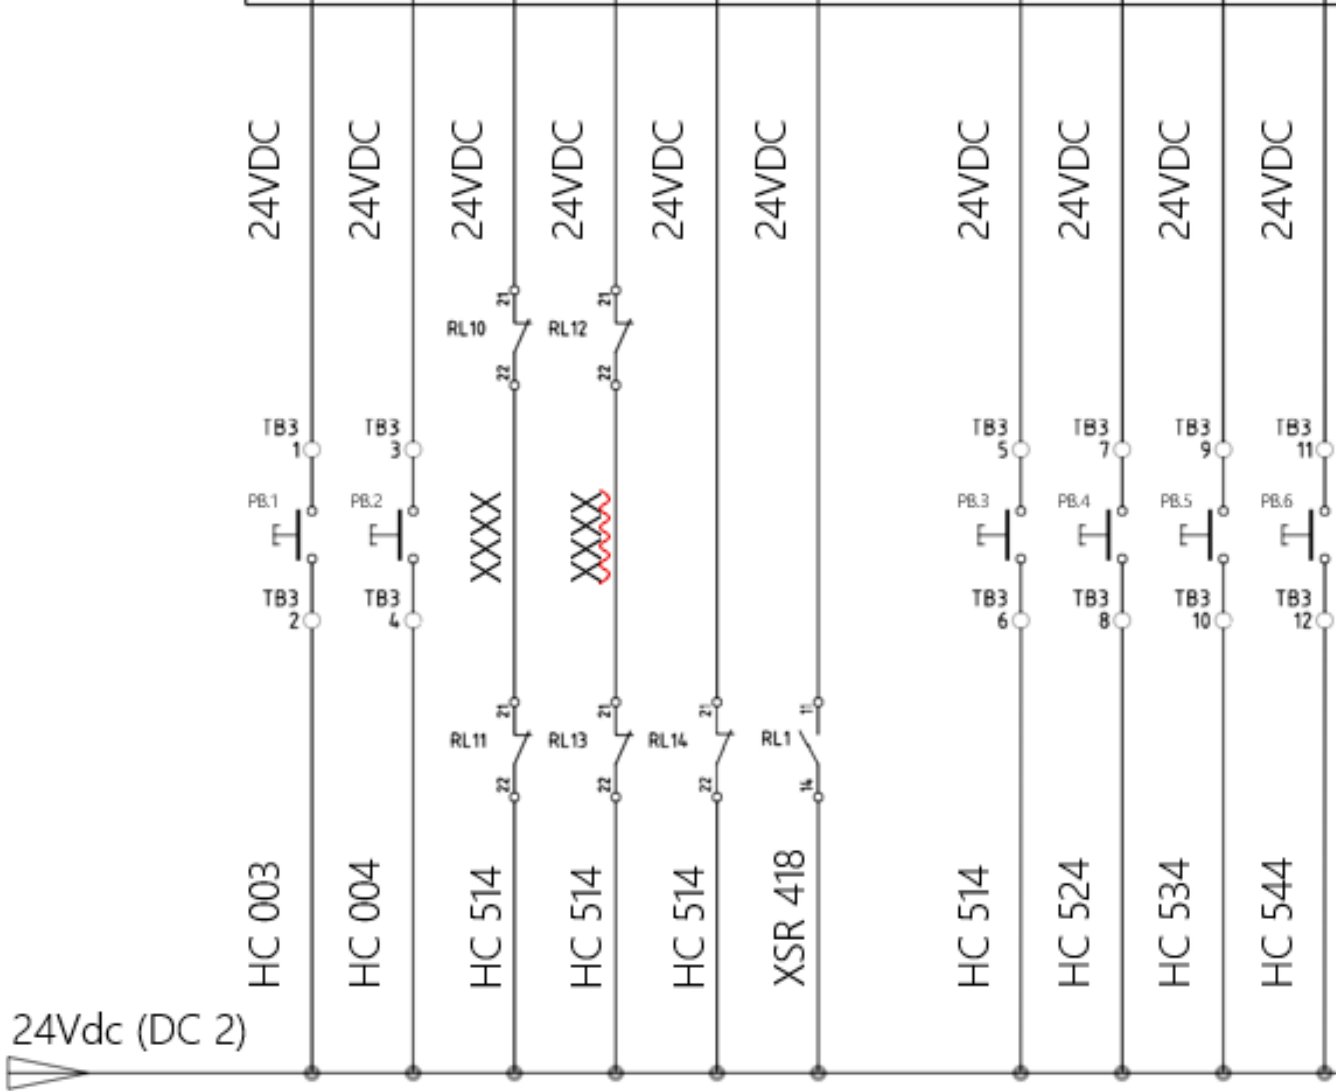 24VDC
24VDC
24VDC
24VDC
24VDC
24VDC
24VDC
24VDC
24VDC
24VDC
21
21
RL10
RL12
22
22
TB3
TB3
TB3
TB3
TB3
TB3
1
3
5
7
9
11
PB.1
PB.2
XXXX
XXXX
PB.3
PB.4
PB.5
PB.6
TB3
TB3
TB3
TB3
TB3
TB3
2
4
6
8
10
12
21
21
21
11
RL11
RL13
RL14
RL1
22
22
22
14
HC 003
HC 004
HC 514
HC 514
HC 514
XSR 418
HC 514
HC 524
HC 534
HC 544
24Vdc (DC 2)